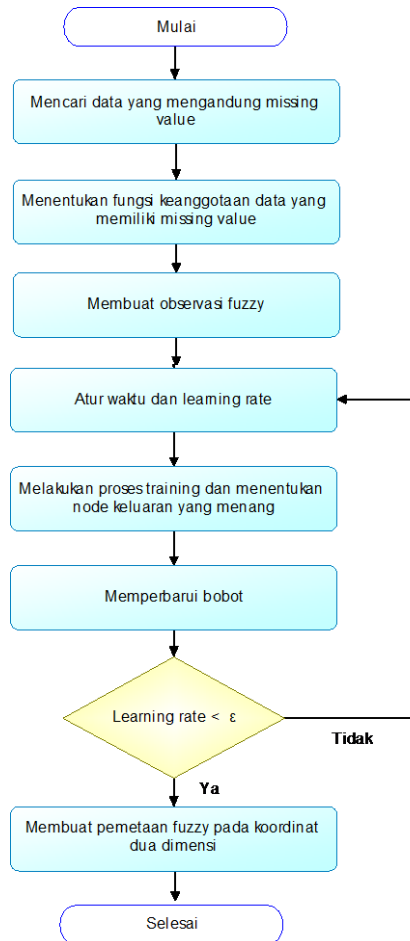 Mulai
Mencari data yang mengandung missing
value
Menentukan fungsi keanggotaan data yang
memiliki missing value
Membuat observasi fuzzy
Atur waktu dan learning rate
Melakukan proses training dan menentukan
node keluaran yang menang
Memperbarui bobot
Learning rate < ε
Tidak
Ya
Membuat pemetaan fuzzy pada koordinat
dua dimensi
Selesai